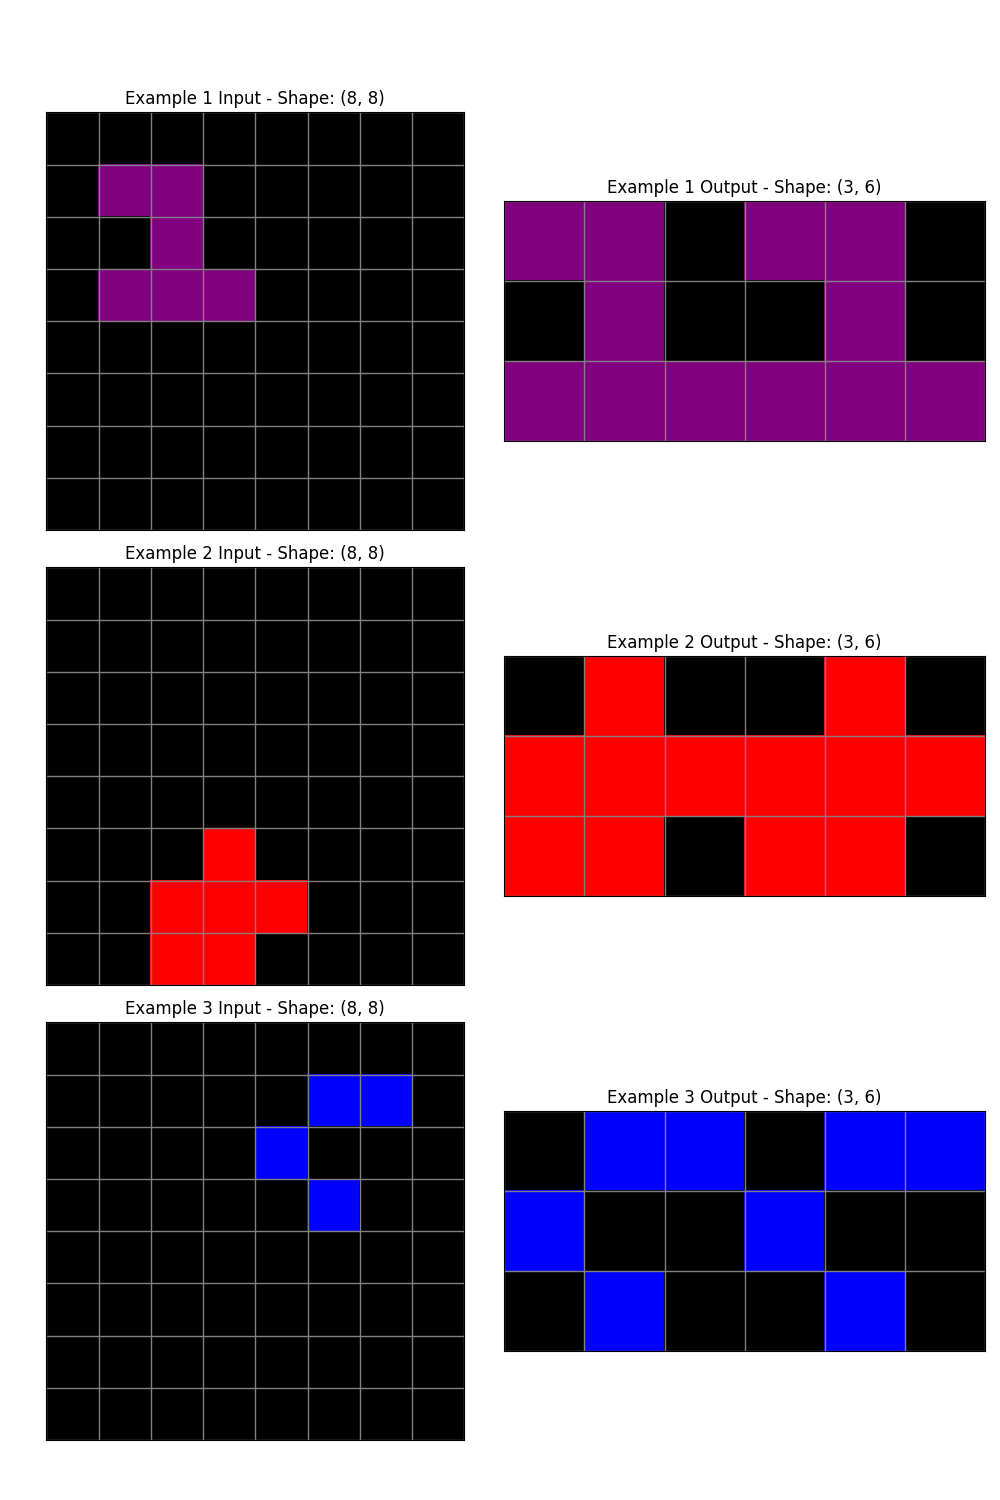 Example 1 Input - Shape: (8, 8)
Example 1 Output - Shape: (3, 6)
Example 2 Input - Shape: (8, 8)
Example 2 Output - Shape: (3, 6)
Example 3 Input - Shape: (8, 8)
Example 3 Output - Shape: (3, 6)